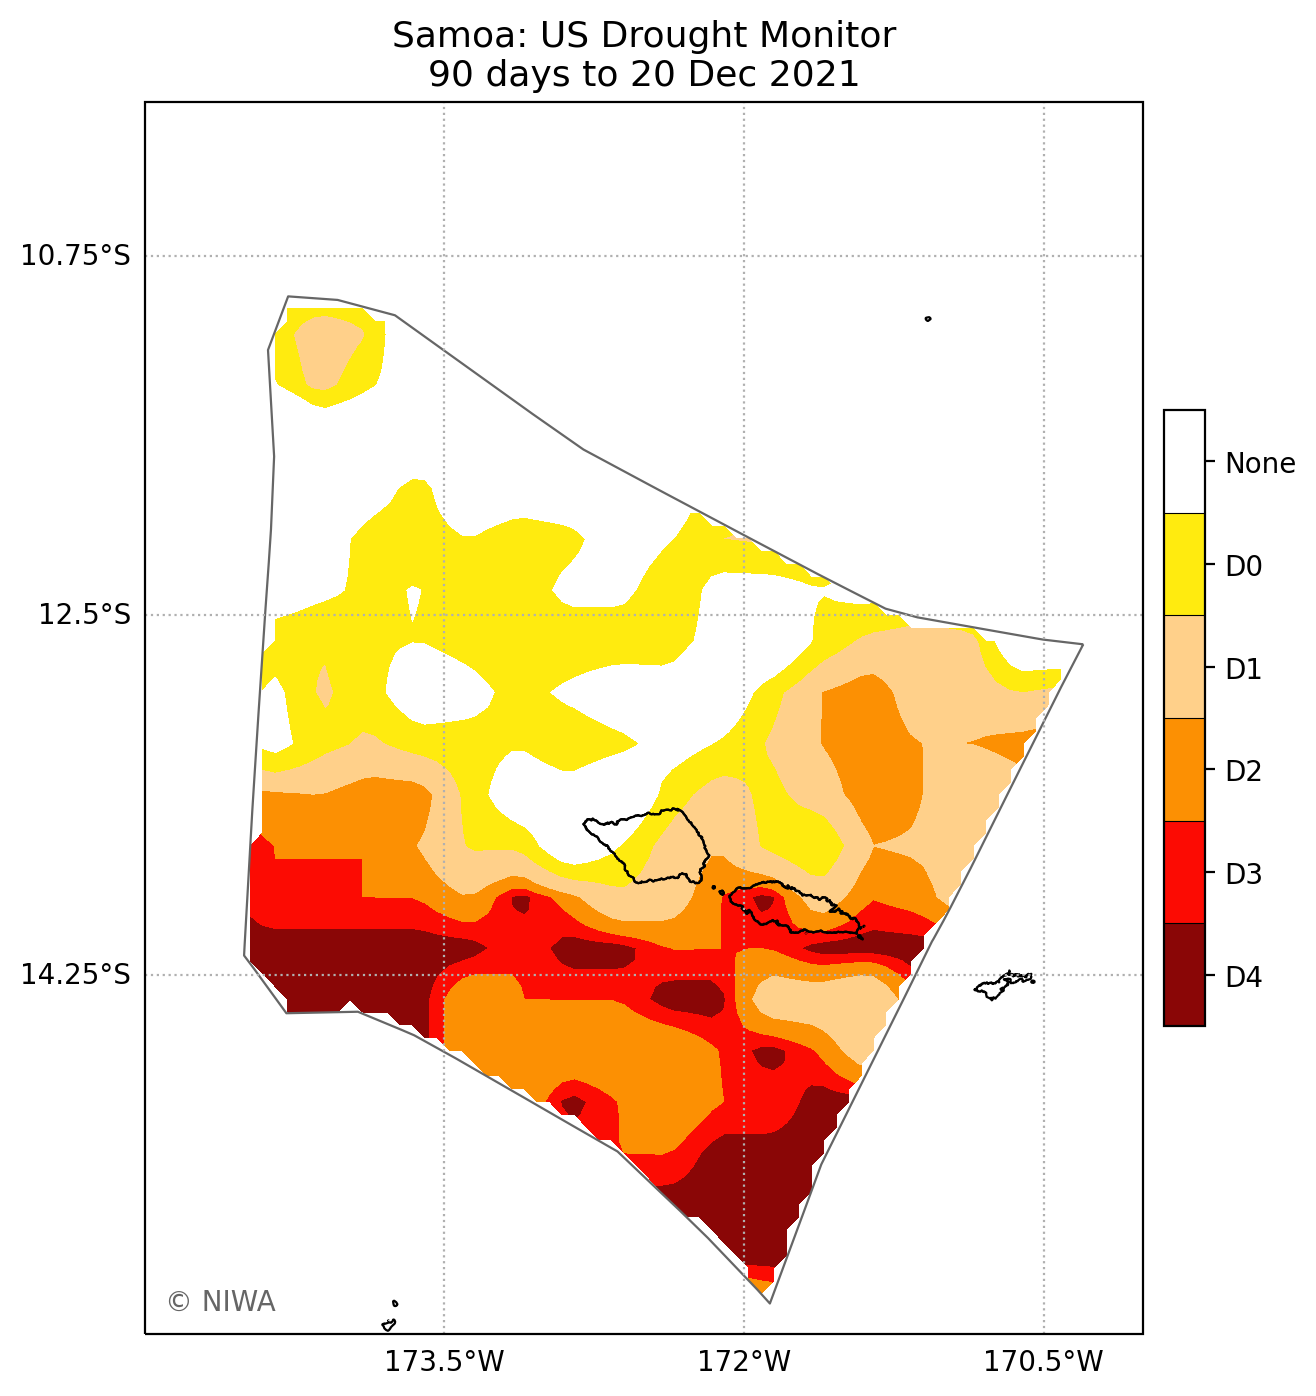 Samoa: US Drought Monitor
90 days to 20 Dec 2021
10.75°S
12.5°S
14.25°S
173.5°W
172°W
170.5°W
None
D0
D1
D2
D3
D4
© NIWA